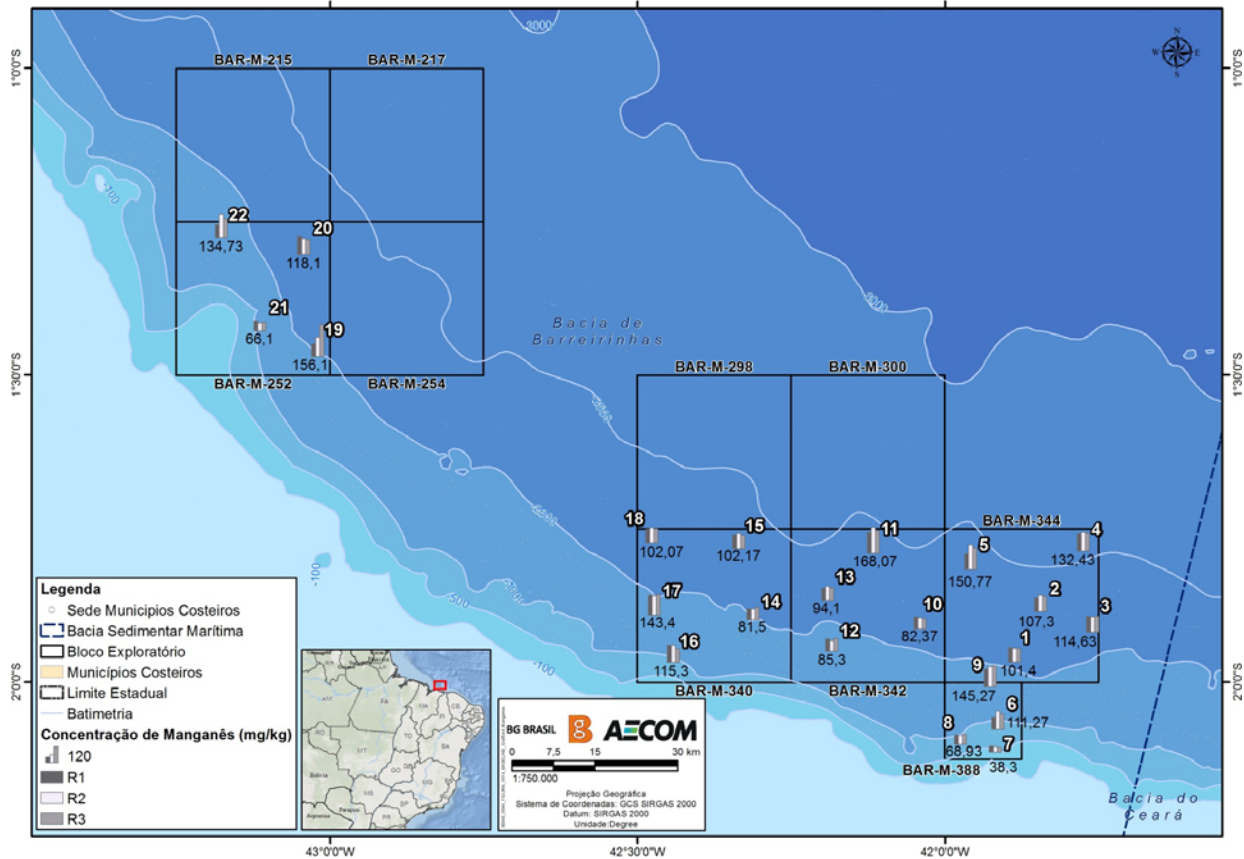 3000
BAR-M-215
BAR-M-217
1°0'0"S
1°0'0"S
N
W
E
S
-100
22
134,73
20
118,1
21
66,1
19
156,1
3000
Bacia de
Barreirinhas
1°30'0"S
1°30'0"S
BAR-M-252
BAR-M-254
BAR-M-298
BAR-M-300
BAR-M-344
18
102,07
15
102,17
11
168,07
5
150,77
4
132,43
-100
17
143,4
14
81,5
13
94,1
10
82,37
2
107,3
3
114,63
16
115,3
12
85,3
1
101,4
9
145,27
-500
-100
2°0'0"S
2°0'0"S
BAR-M-340
BAR-M-342
6
111,27
8
68,93
7
38,3
BAR-M-388
Bacia do
Ceará
Legenda
Sede Municipios Costeiros
Bacia Sedimentar Marítima
Bloco Exploratório
Municípios Costeiros
Limite Estadual
Batimetria
Concentração de Manganês (mg/kg)
120
R1
R2
R3
BG BRASIL
AECOM
0 7,5 15 30 km
1:750.000
Projeção Geográfica
Sistema de Coordenadas: GCS SIRGAS 2000
Datum: SIRGAS 2000
Unidade:Degree
43°0'0"W
42°30'0"W
42°0'0"W